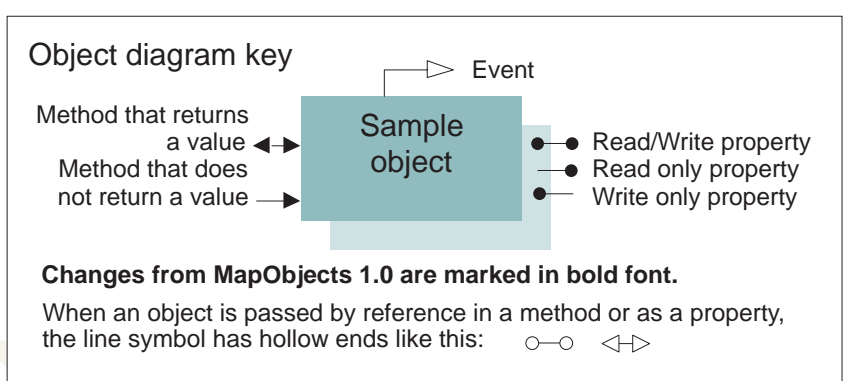 Object diagram key
Event
Method that returns
a value
Method that does
not return a value
Sample
object
Read/Write property
Read only property
Write only property
Changes from MapObjects 1.0 are marked in bold font.
When an object is passed by reference in a method or as a property,
the line symbol has hollow ends like this: